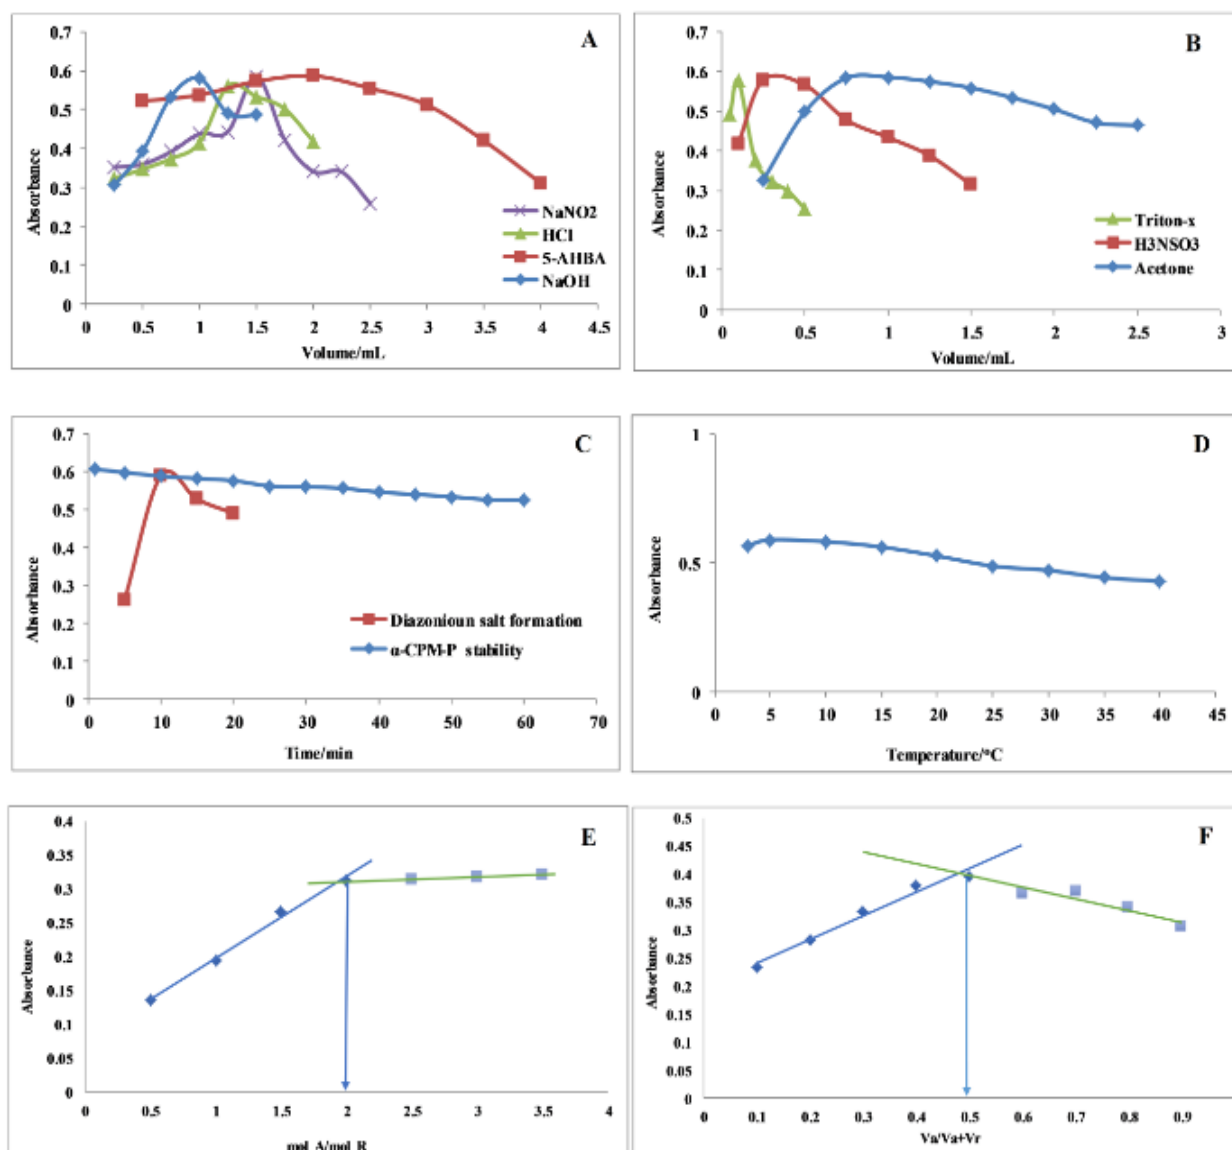 A
0.7
0.6
0.5
0.4
0.3
0.2
0.1
0
Absorbance
NaNO2
HCl
5-AHBA
NaOH
0 0.5 1 1.5 2 2.5 3 3.5 4 4.5
Volume/mL
B
0.7
0.6
0.5
0.4
0.3
0.2
0.1
0
Absorbance
Triton-x
H3NSO3
Acetone
0 0.5 1 1.5 2 2.5 3
Volume/mL
C
0.7
0.6
0.5
0.4
0.3
0.2
0.1
0
Absorbance
Diazonioun salt formation
α-CPM-P stability
0 10 20 30 40 50 60 70
Time/min
D
1
0.5
0
Absorbance
0 5 10 15 20 25 30 35 40 45
Temperature/°C
E
0.4
0.35
0.3
0.25
0.2
0.15
0.1
0.05
0
Absorbance
0 0.5 1 1.5 2 2.5 3 3.5 4
mol A/mol R
F
0.5
0.45
0.4
0.35
0.3
0.25
0.2
0.15
0.1
0.05
0
Absorbance
0 0.1 0.2 0.3 0.4 0.5 0.6 0.7 0.8 0.9
Va/Va+Vr